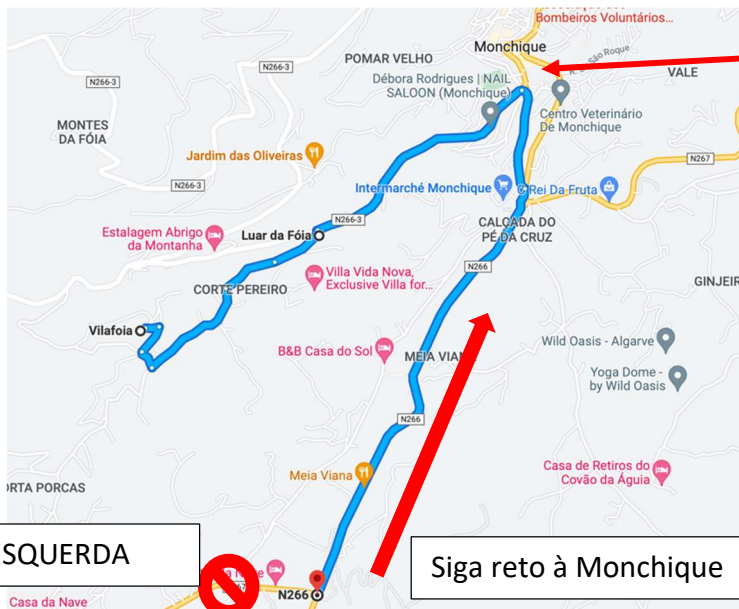 Bombeiros Voluntários...
Monchique
POMAR VELHO
N266
N266-3
VALE
Débora Rodrigues | NAIL
SALOON (Monchique)
Centro Veterinário
De Monchique
MONTES
DA FÓIA
Jardim das Oliveiras
N267
N266-3
Intermarché Monchique
Rei Da Fruta
N266-3
Estalagem Abrigo
da Montanha
Luar da Fóia
CALÇADA DO
PÉ DA CRUZ
N266
CORTE PEREIRO
Villa Vida Nova,
Exclusive Villa for...
GINJEIR
Vilafoia
Wild Oasis - Algarve
B&B Casa do Sol
MEIA VIAN
Yoga Dome -
by Wild Oasis
N266
Meia Viana
Casa de Retiros do
Covão da Águia
ORTA PORCAS
SQUERDA
Siga reto à Monchique
N266
Casa da Nave